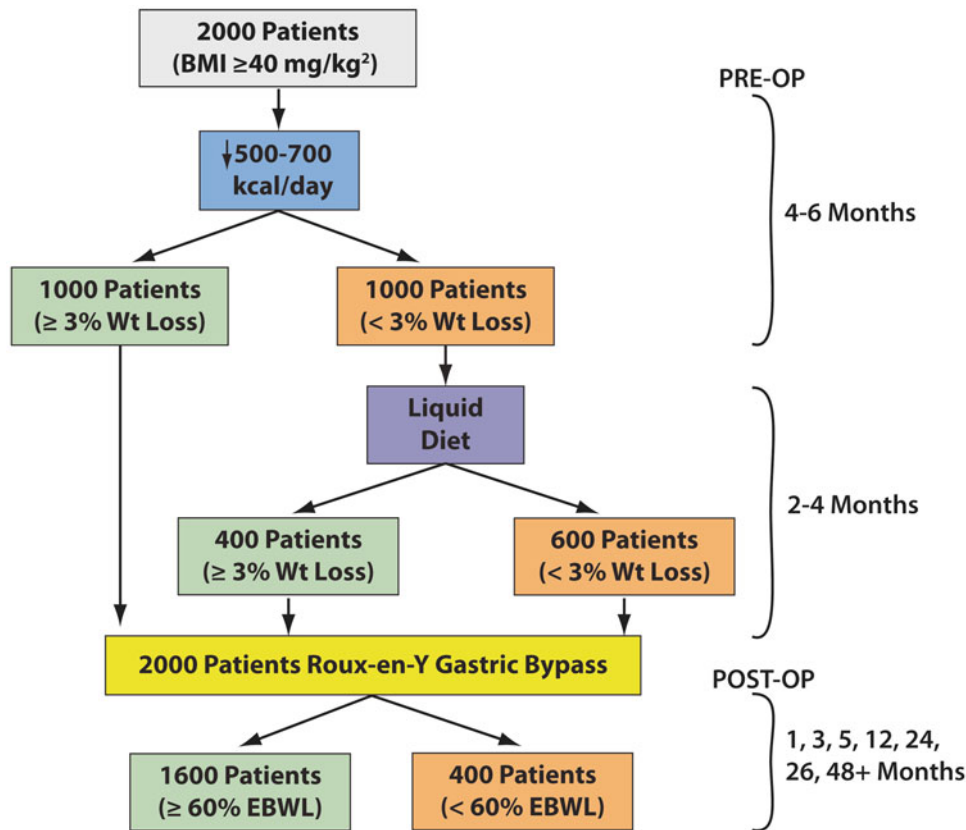 2000 Patients
(BMI ≥40 mg/kg²)
PRE-OP
↓500-700
kcal/day
4-6 Months
1000 Patients
(≥ 3% Wt Loss)
1000 Patients
(< 3% Wt Loss)
Liquid
Diet
2-4 Months
400 Patients
(≥ 3% Wt Loss)
600 Patients
(< 3% Wt Loss)
2000 Patients Roux-en-Y Gastric Bypass
POST-OP
1600 Patients
(≥ 60% EBWL)
400 Patients
(< 60% EBWL)
1, 3, 5, 12, 24,
26, 48+ Months